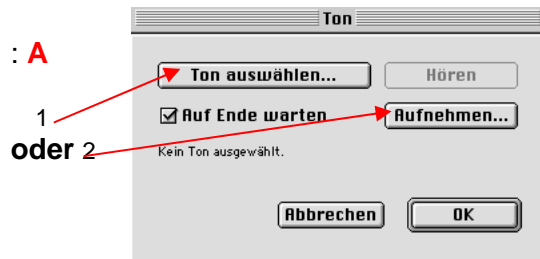 Ton
: A
Ton auswählen... Hören
1
Auf Ende warten Aufnehmen...
oder 2
Kein Ton ausgewählt.
Abbrechen OK